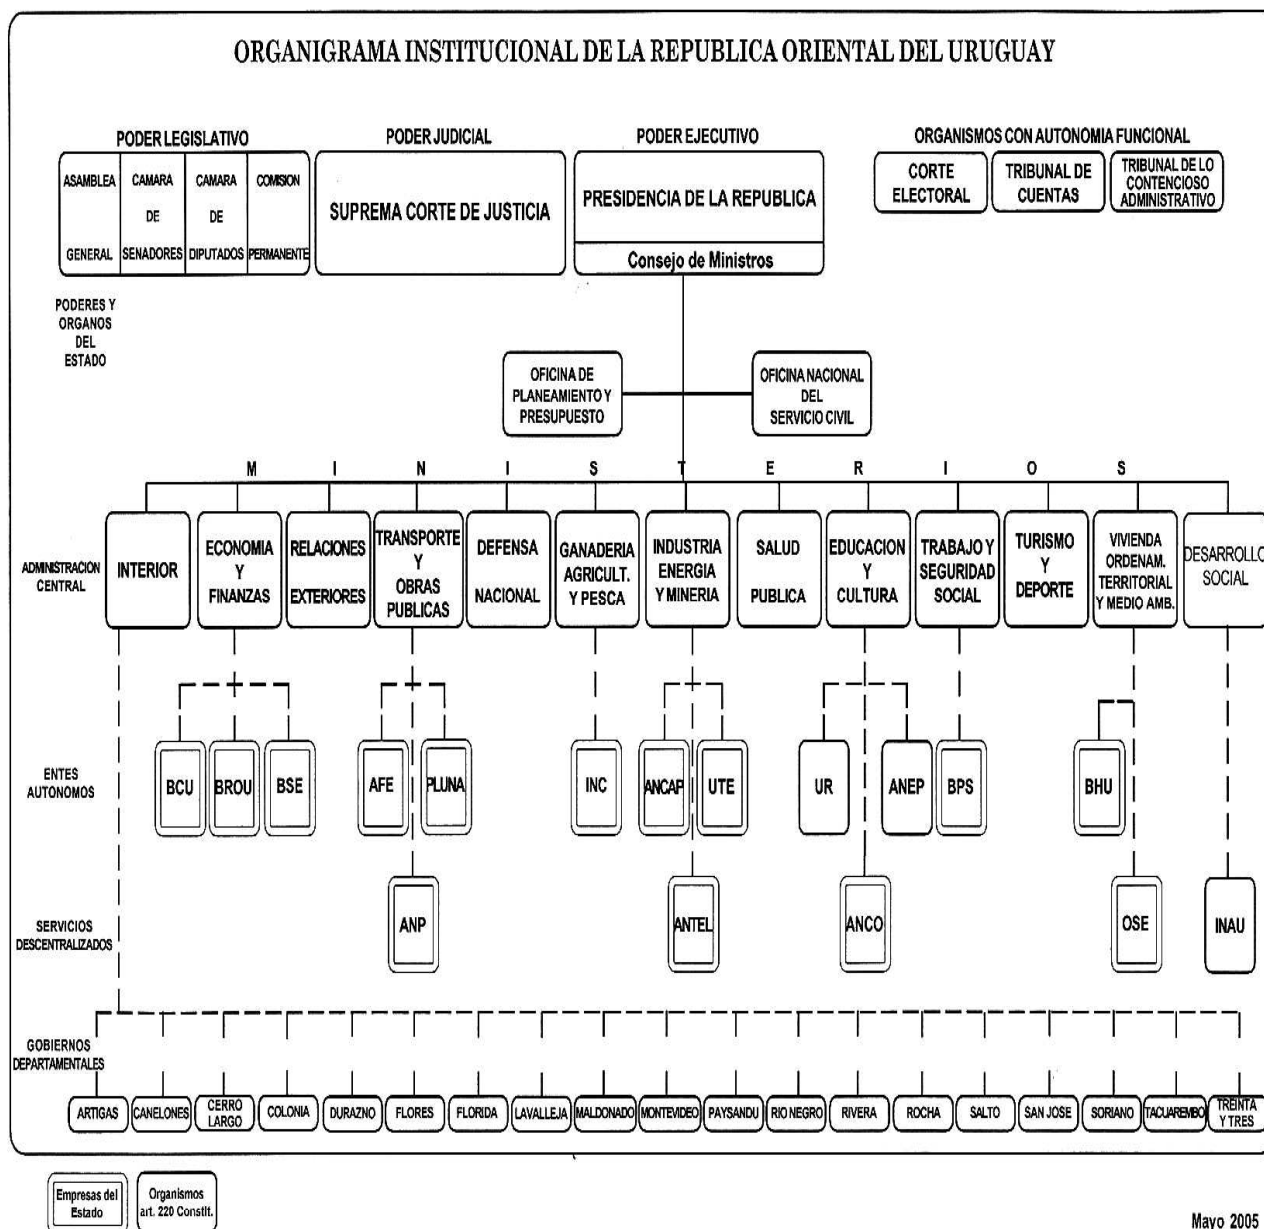 ORGANIGRAMA INSTITUCIONAL DE LA REPUBLICA ORIENTAL DEL URUGUAY
PODER LEGISLATIVO
ASAMBLEA
GENERAL
CAMARA
DE
SENADORES
CAMARA
DE
DIPUTADOS
COMISION
PERMANENTE
PODER JUDICIAL
SUPREMA CORTE DE JUSTICIA
PODER EJECUTIVO
PRESIDENCIA DE LA REPUBLICA
Consejo de Ministros
ORGANISMOS CON AUTONOMIA FUNCIONAL
CORTE
ELECTORAL
TRIBUNAL DE
CUENTAS
TRIBUNAL DE LO
CONTENCIOSO
ADMINISTRATIVO
PODERES Y
ORGANOS
DEL
ESTADO
OFICINA DE
PLANEAMIENTO Y
PRESUPUESTO
OFICINA NACIONAL
DEL
SERVICIO CIVIL
M I N I S T E R I O S
ADMINISTRACIÓN
CENTRAL
INTERIOR
ECONOMIA
Y
FINANZAS
RELACIONES
EXTERIORES
TRANSPORTE
Y
OBRAS
PUBLICAS
DEFENSA
NACIONAL
GANADERIA
AGRICULT.
Y PESCA
INDUSTRIA
ENERGIA
Y MINERIA
SALUD
PUBLICA
EDUCACION
Y
CULTURA
TRABAJO Y
SEGURIDAD
SOCIAL
TURISMO
Y
DEPORTE
VIVIENDA
ORDENAM.
TERRITORIAL
Y MEDIO AMB.
DESARROLLO
SOCIAL
ENTES
AUTONOMOS
BCU
BROU
BSE
AFE
PLUNA
INC
ANCAP
UTE
UR
ANEP
BPS
BHU
SERVICIOS
DESCENTRALIZADOS
ANP
ANTEL
ANCO
OSE
INAU
GOBIERNOS
DEPARTAMENTALES
ARTIGAS
CANELONES
CERRO
LARGO
COLONIA
DURAZNO
FLORES
FLORIDA
LAVALLEJA
MALDONADO
MONTEVIDEO
PAYSANDU
RIO NEGRO
RIVERA
ROCHA
SALTO
SAN JOSE
SORIANO
TACUAREMBO
TREINTA
Y TRES
Empresas del
Estado
Organismos
art. 220 Constit.
Mayo 2005